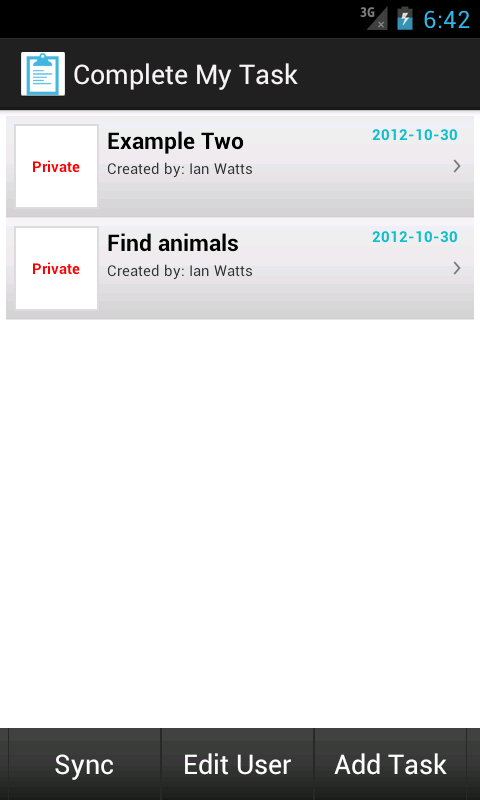 3G 6:42
Complete My Task
Private
Example Two
Created by: Ian Watts
2012-10-30
Private
Find animals
Created by: Ian Watts
2012-10-30
Sync
Edit User
Add Task